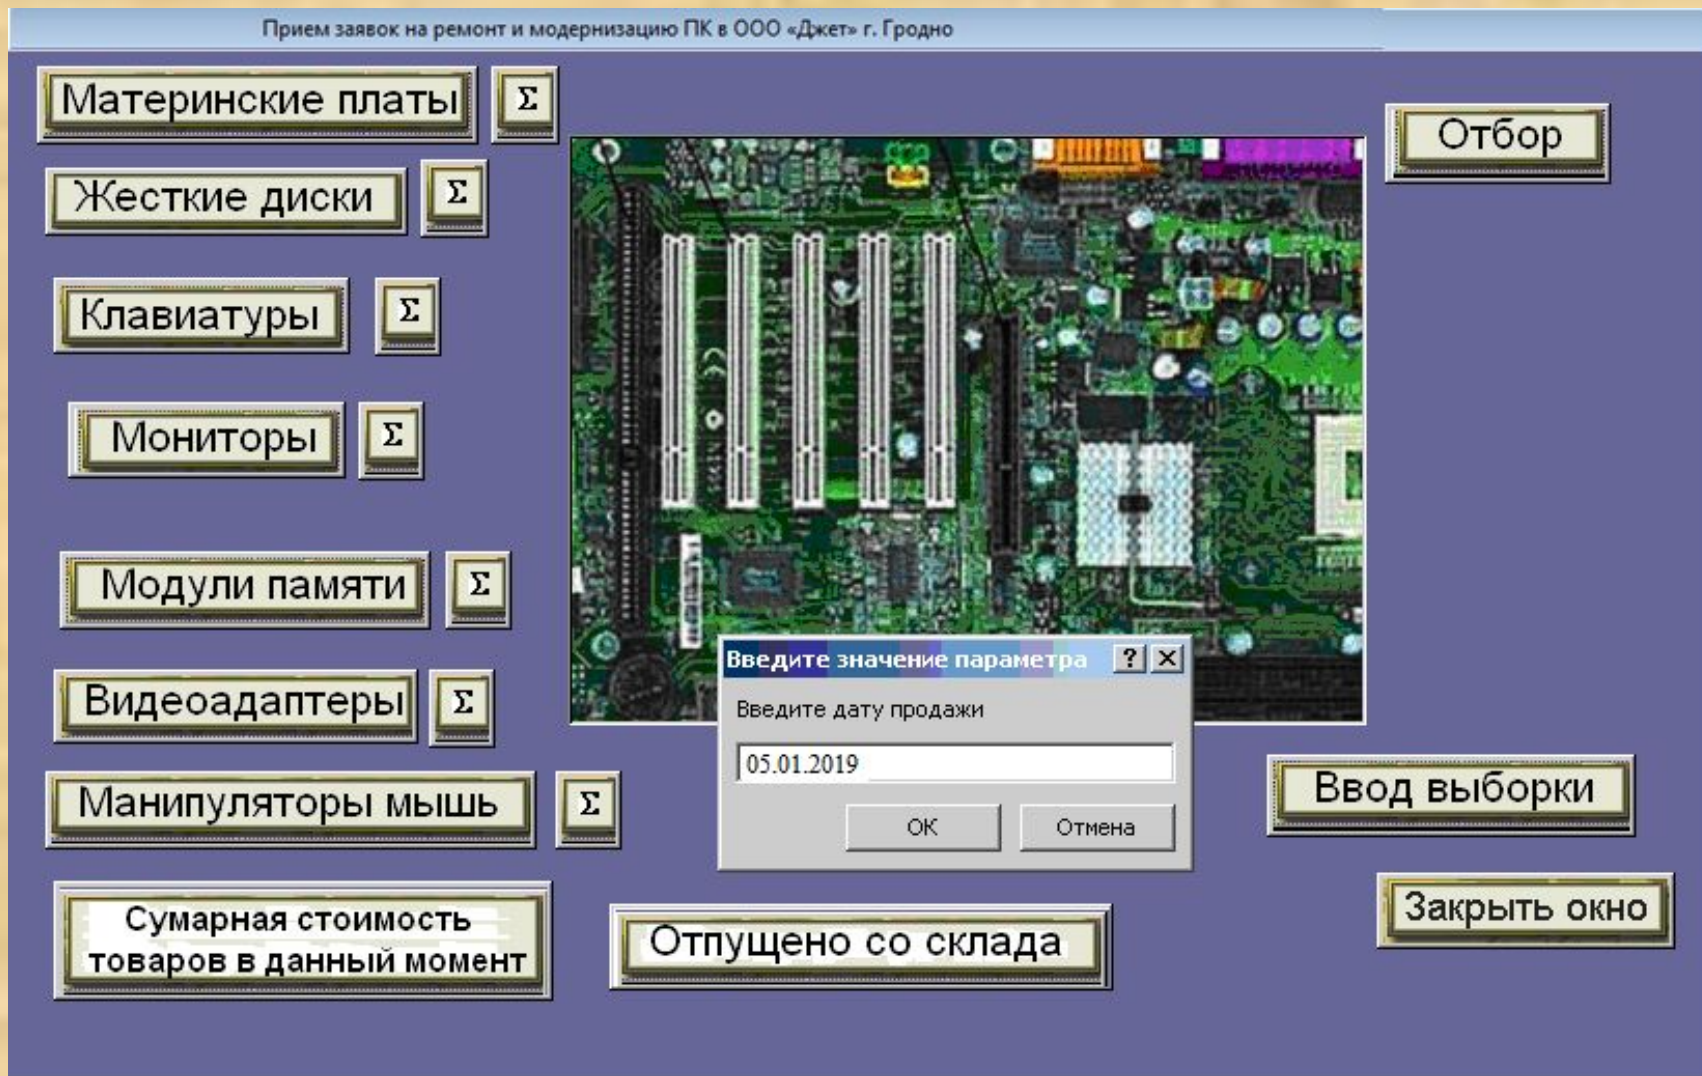 Прием заявок на ремонт и модернизацию ПК в ООО «Джет» г. Гродно
Материнские платы
Σ
Отбор
Жесткие диски
Σ
Клавиатуры
Σ
Мониторы
Σ
Модули памяти
Σ
Видеоадаптеры
Σ
Введите значение параметра ? X
Введите дату продажи
05.01.2019
ОК
Отмена
Манипуляторы мышь
Σ
Ввод выборки
Сумарная стоимость
товаров в данный момент
Отпущено со склада
Закрыть окно